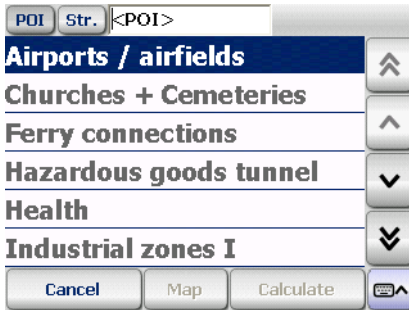 POI Str. <POI>
Airports / airfields
Churches + Cemeteries
Ferry connections
Hazardous goods tunnel
Health
Industrial zones I
Cancel Map Calculate